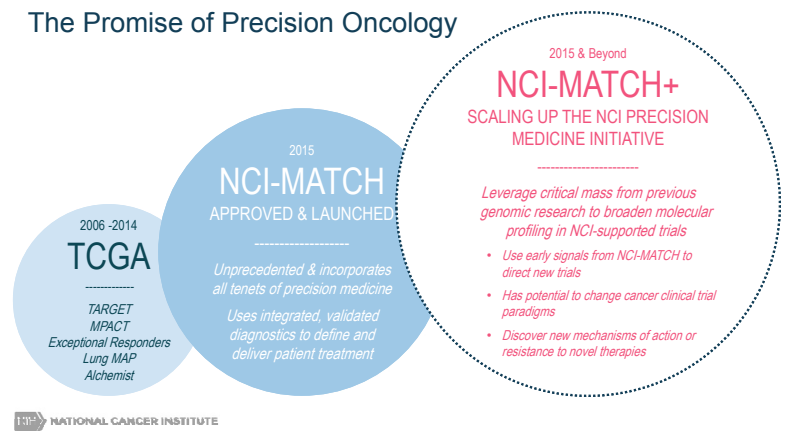 The Promise of Precision Oncology
2006 -2014
TCGA
-------------
TARGET
MPACT
Exceptional Responders
Lung MAP
Alchemist
2015
NCI-MATCH
APPROVED & LAUNCHED
-------------------
Unprecedented & incorporates
all tenets of precision medicine
Uses integrated, validated
diagnostics to define and
deliver patient treatment
2015 & Beyond
NCI-MATCH+
SCALING UP THE NCI PRECISION
MEDICINE INITIATIVE
-----------------------
Leverage critical mass from previous
genomic research to broaden molecular
profiling in NCI-supported trials
• Use early signals from NCI-MATCH to
direct new trials
• Has potential to change cancer clinical trial
paradigms
• Discover new mechanisms of action or
resistance to novel therapies
NIH NATIONAL CANCER INSTITUTE